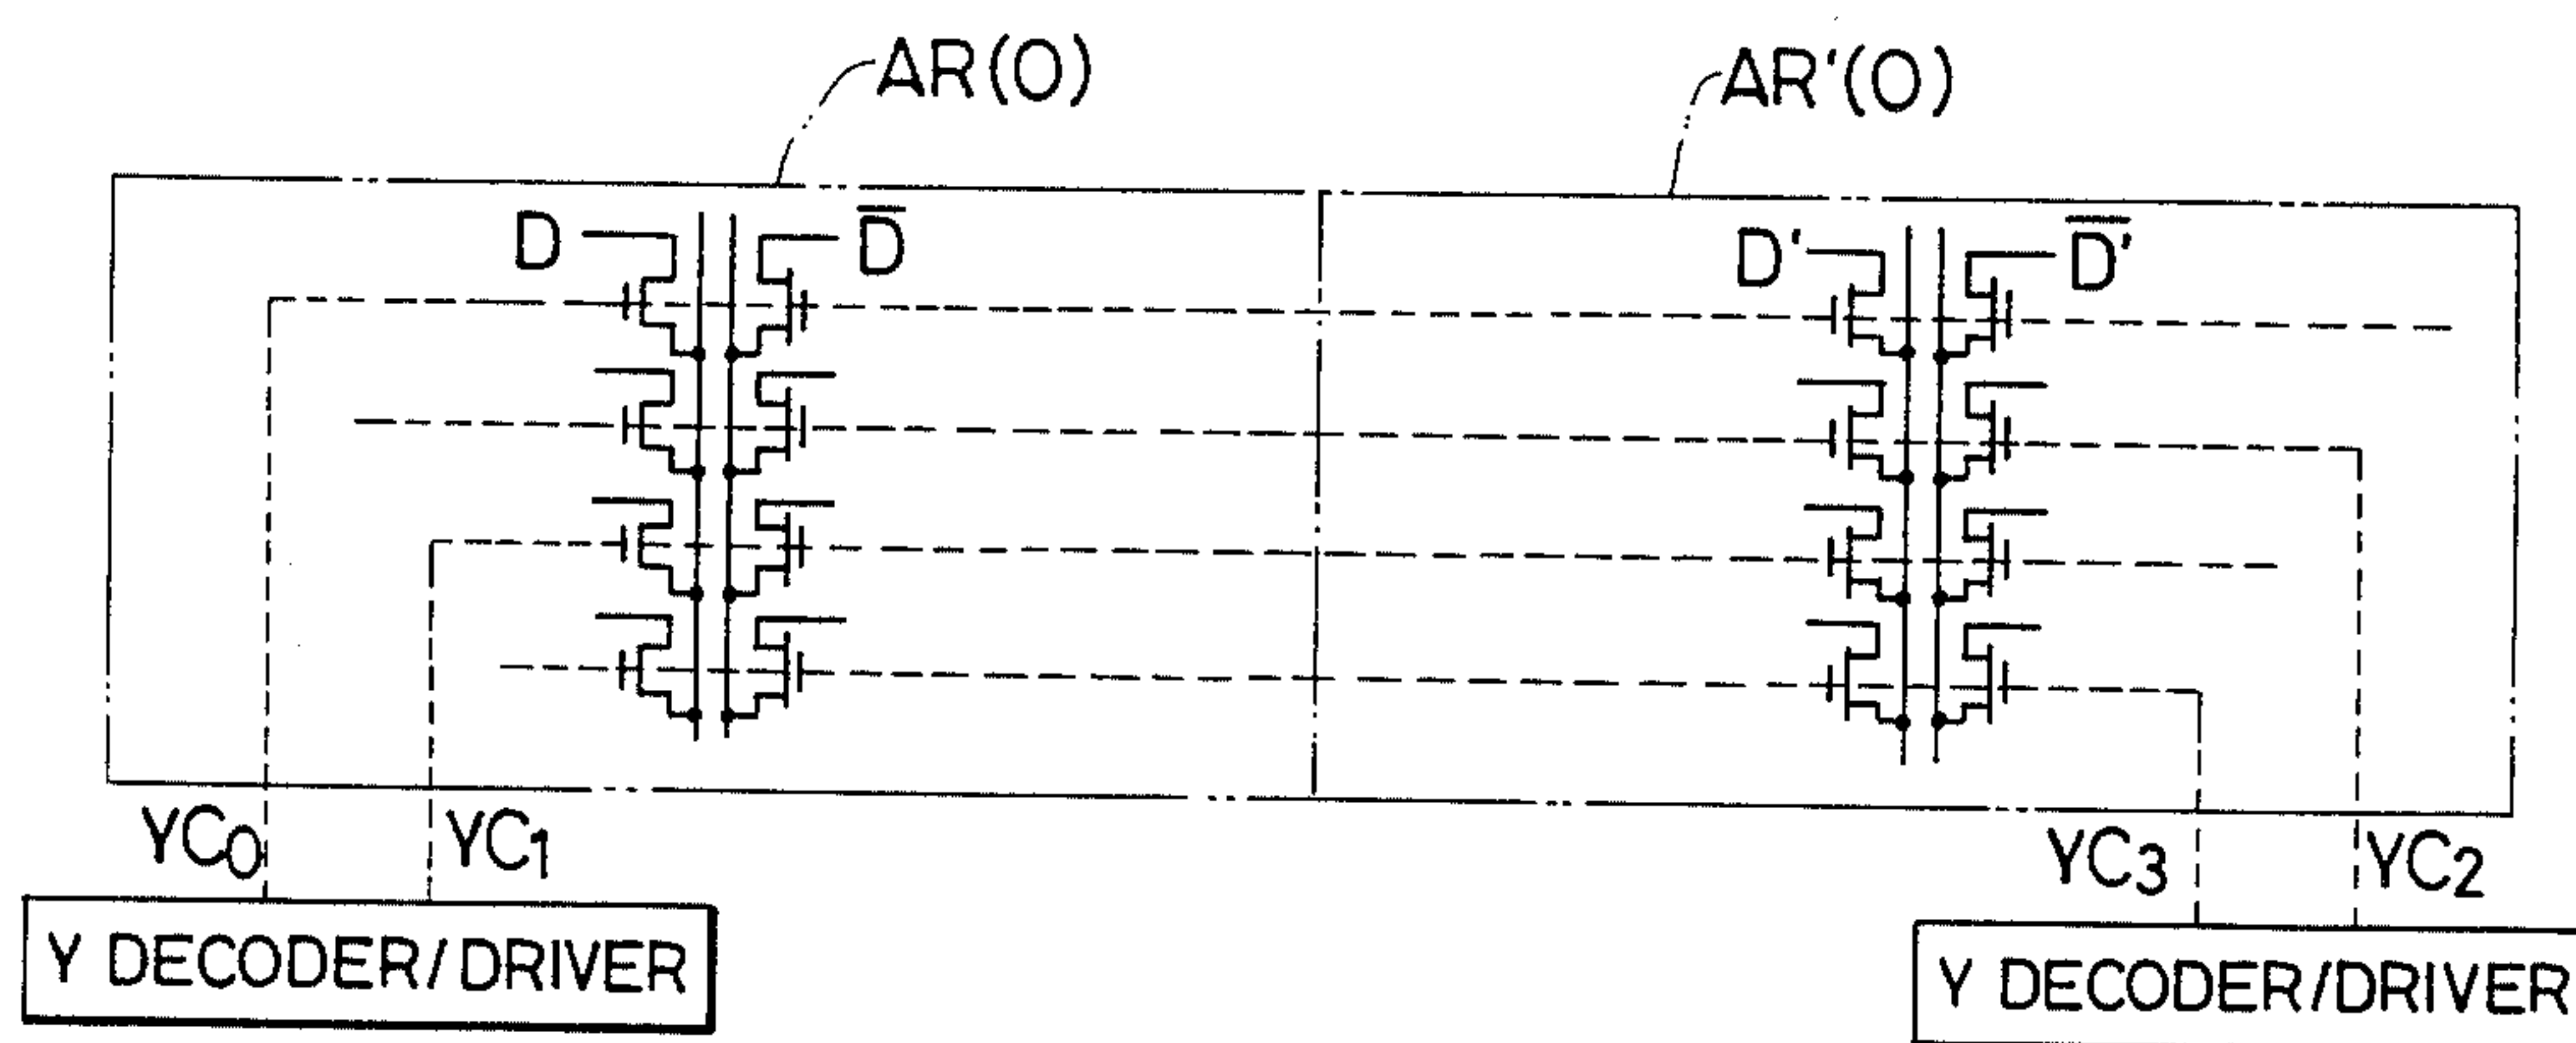 AR(0)
AR'(0)
D
D̅
D'
D̅'̅
YC₀
YC₁
YC₃
YC₂
Y DECODER/DRIVER
Y DECODER/DRIVER